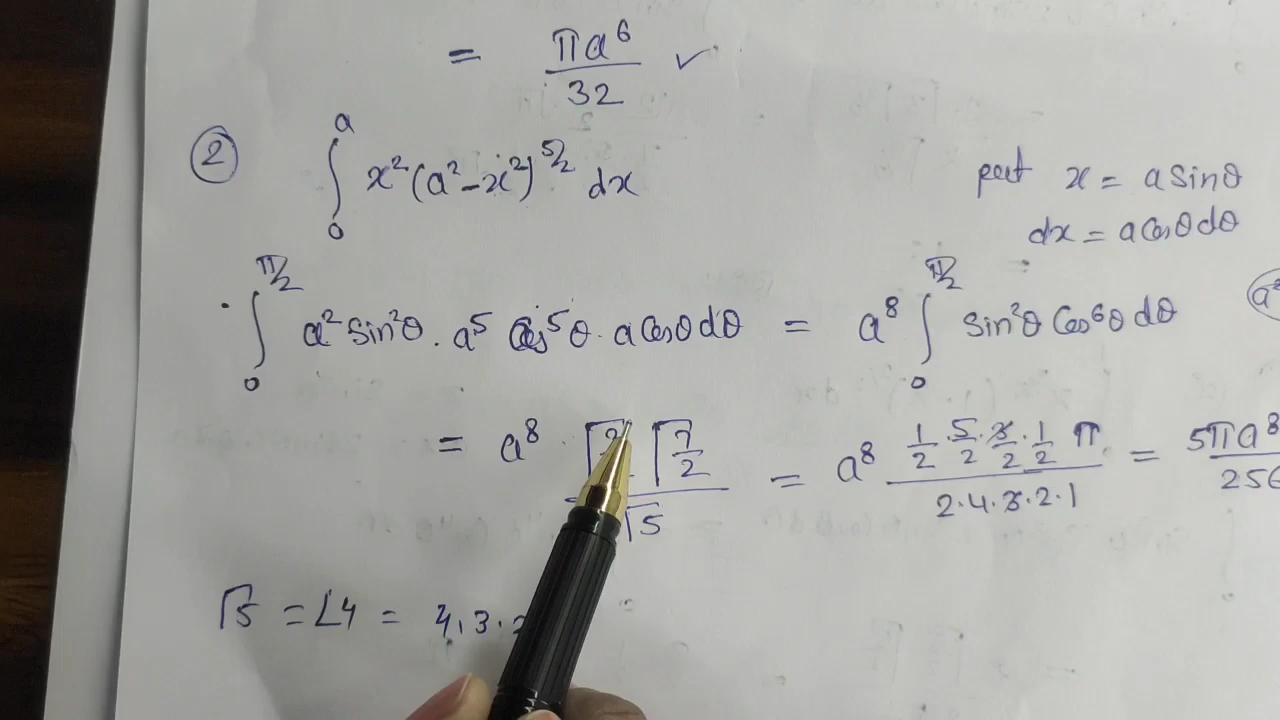 = πa⁶/32 ✓
② ∫₀ᵃ x²(a²-x²)^5/2 dx put x = a sinθ
dx = a cosθ dθ
∫₀^π/2 a² sin²θ . a⁵ cos⁵θ . a cosθ dθ = a⁸ ∫₀^π/2 sin²θ cos⁶θ dθ
= a⁸ Γ7/2 / Γ5 = a⁸ 1/2 . 5/2 . 3/2 . 1/2 π / 2.4.3.2.1 = 5πa⁸/256
Γ5 = ∠4 = 4.3.